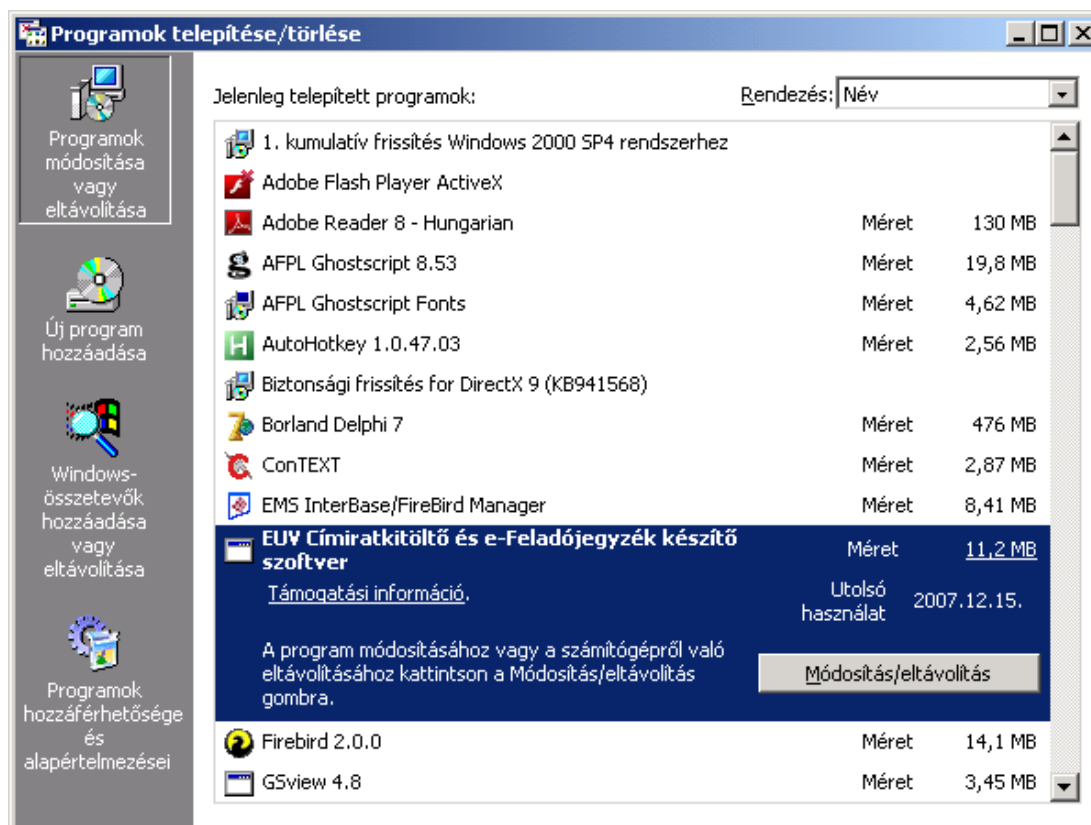 Programok telepítése/törlése
Programok
módosítása
vagy
eltávolítása
Új program
hozzáadása
Windows-
összetevők
hozzáadása
vagy
eltávolítása
Programok
hozzáférhetősége
és
alapértelmezései
Jelenleg telepített programok: Rendezés: Név
1. kumulatív frissítés Windows 2000 SP4 rendszerhez
Adobe Flash Player ActiveX
Adobe Reader 8 - Hungarian Méret 130 MB
AFPL Ghostscript 8.53 Méret 19,8 MB
AFPL Ghostscript Fonts Méret 4,62 MB
AutoHotkey 1.0.47.03 Méret 2,56 MB
Biztonsági frissítés for DirectX 9 (KB941568)
Borland Delphi 7 Méret 476 MB
ConTEXT Méret 2,87 MB
EMS InterBase/FireBird Manager Méret 8,41 MB
EUV Címiratkitöltő és e-Feladójegyzék készítő
szoftver Méret 11,2 MB
Támogatási információ. Utolsó
használat 2007.12.15.
A program módosításához vagy a számítógépről való
eltávolításához kattintson a Módosítás/eltávolítás
gombra.
Módosítás/eltávolítás
Firebird 2.0.0 Méret 14,1 MB
GSview 4.8 Méret 3,45 MB